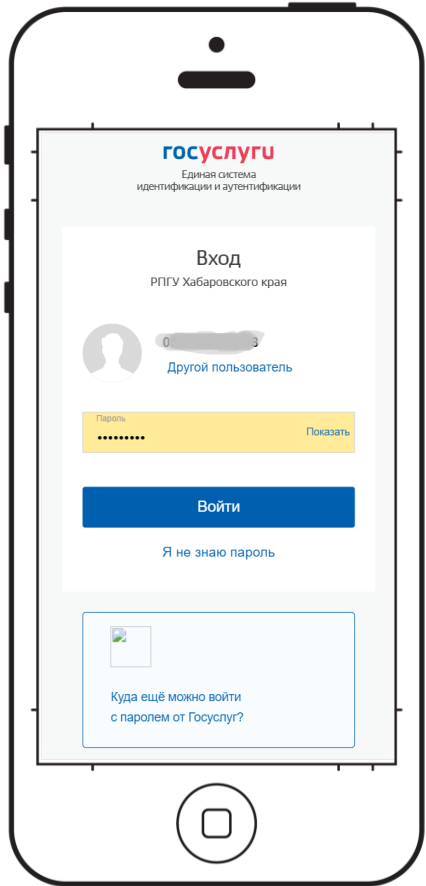 госуслуги
Единая система
идентификации и аутентификации
Вход
РПГУ Хабаровского края
Другой пользователь
Пароль
Показать
Войти
Я не знаю пароль
Куда ещё можно войти
с паролем от Госуслуг?